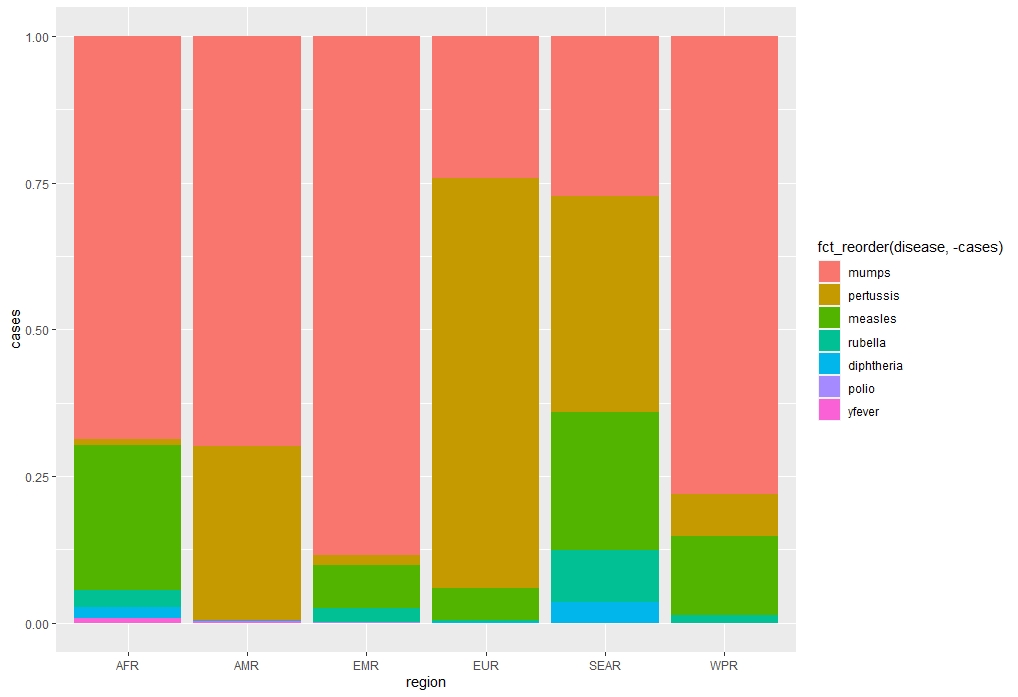 1.00
0.75
0.50
0.25
0.00
cases
AFR AMR EMR EUR SEAR WPR
region
fct_reorder(disease, -cases)
mumps
pertussis
measles
rubella
diphtheria
polio
yfever